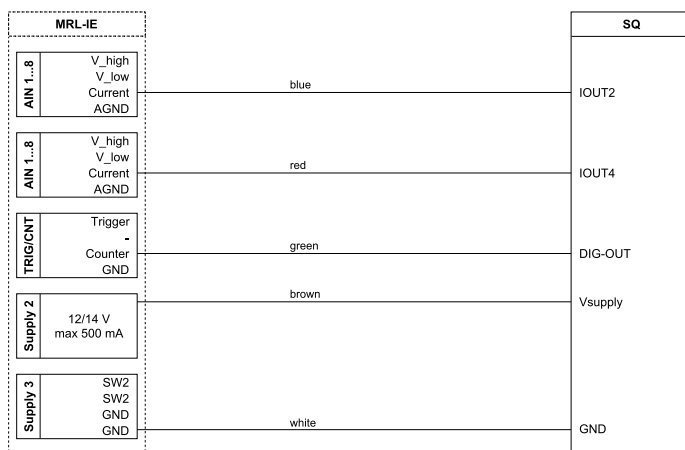 MRL-IE
SQ
AIN 1...8
V_high
V_low
Current
AGND
blue
IOUT2
AIN 1...8
V_high
V_low
Current
AGND
red
IOUT4
TRIG/CNT
Trigger
-
Counter
GND
green
DIG-OUT
Supply 2
12/14 V
max 500 mA
brown
Vsupply
Supply 3
SW2
SW2
GND
GND
white
GND